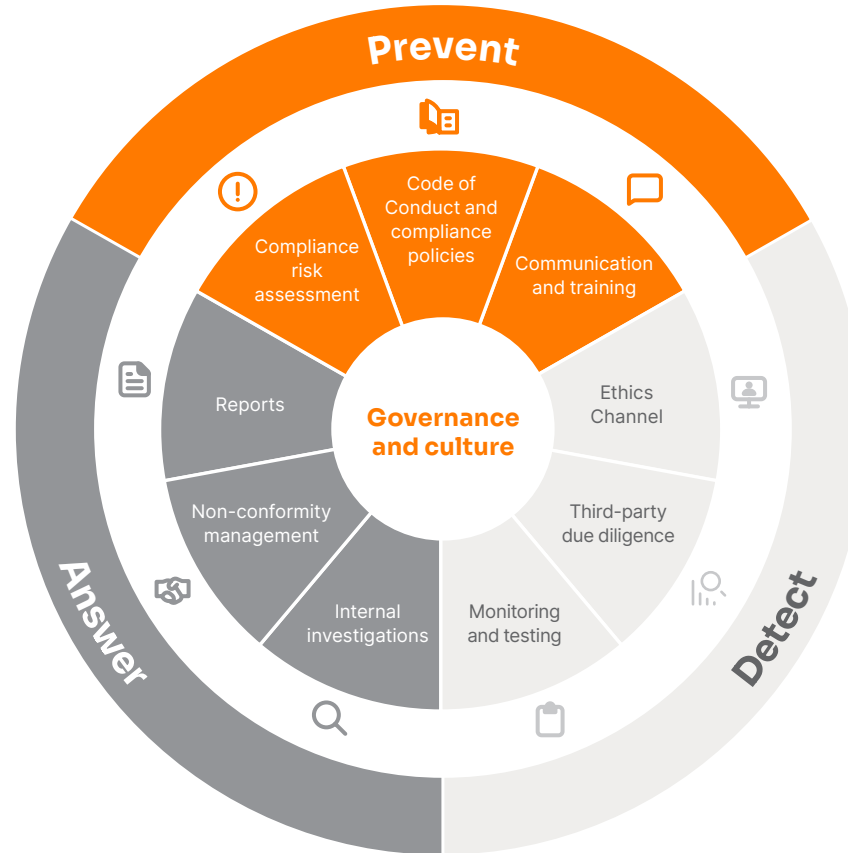 Prevent
Code of
Conduct and
compliance
policies
Compliance
risk
assessment
Communication
and training
Reports
Governance
and culture
Ethics
Channel
Non-conformity
management
Third-party
due diligence
Internal
investigations
Monitoring
and testing
Answer
Detect